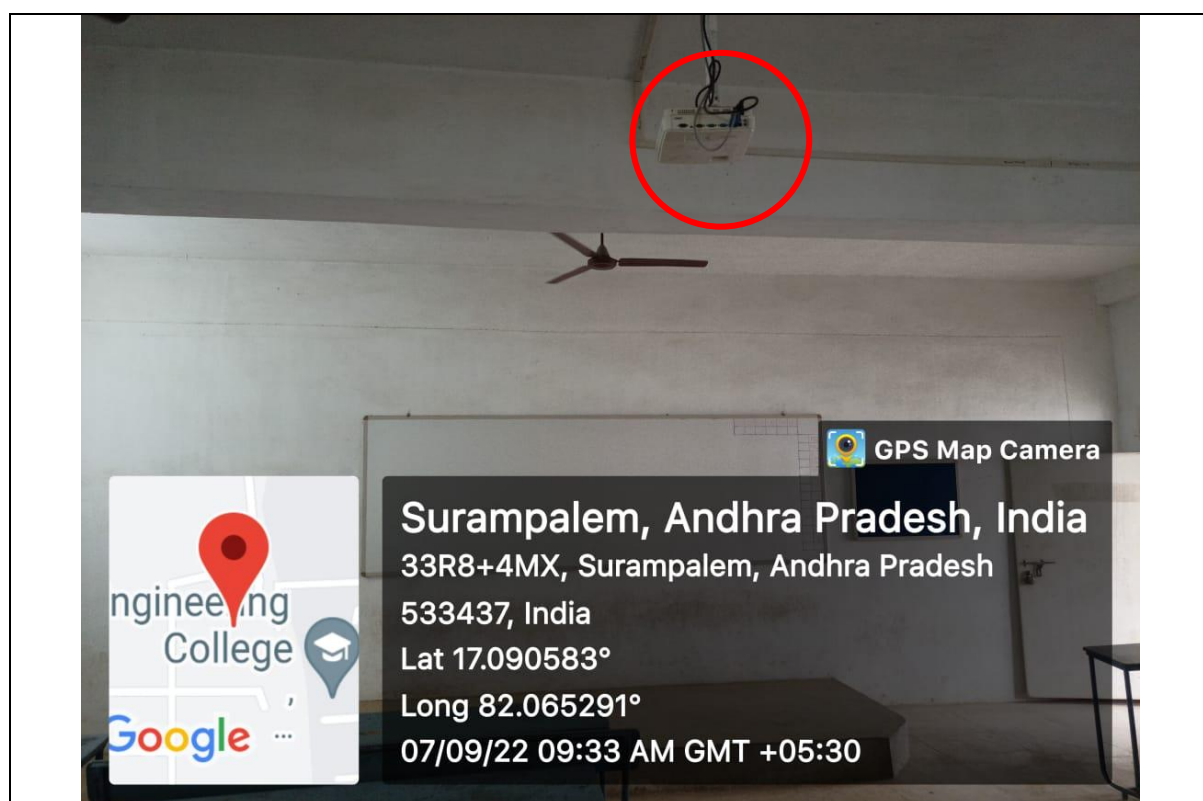 GPS Map Camera
Surampalem, Andhra Pradesh, India
33R8+4MX, Surampalem, Andhra Pradesh
533437, India
Lat 17.090583°
Long 82.065291°
07/09/22 09:33 AM GMT +05:30
College
Google